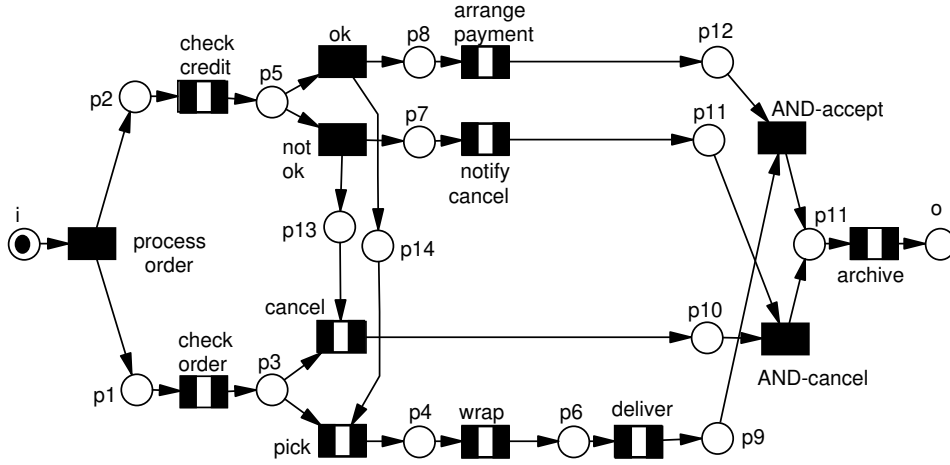 arrange
ok
p8
payment
p12
check
credit
p5
p2
p7
p11
AND-accept
not
ok
notify
cancel
i
p13
p14
p11
o
process
order
archive
cancel
p10
check
order
p3
AND-cancel
p1
p4
wrap
p6
deliver
pick
p9